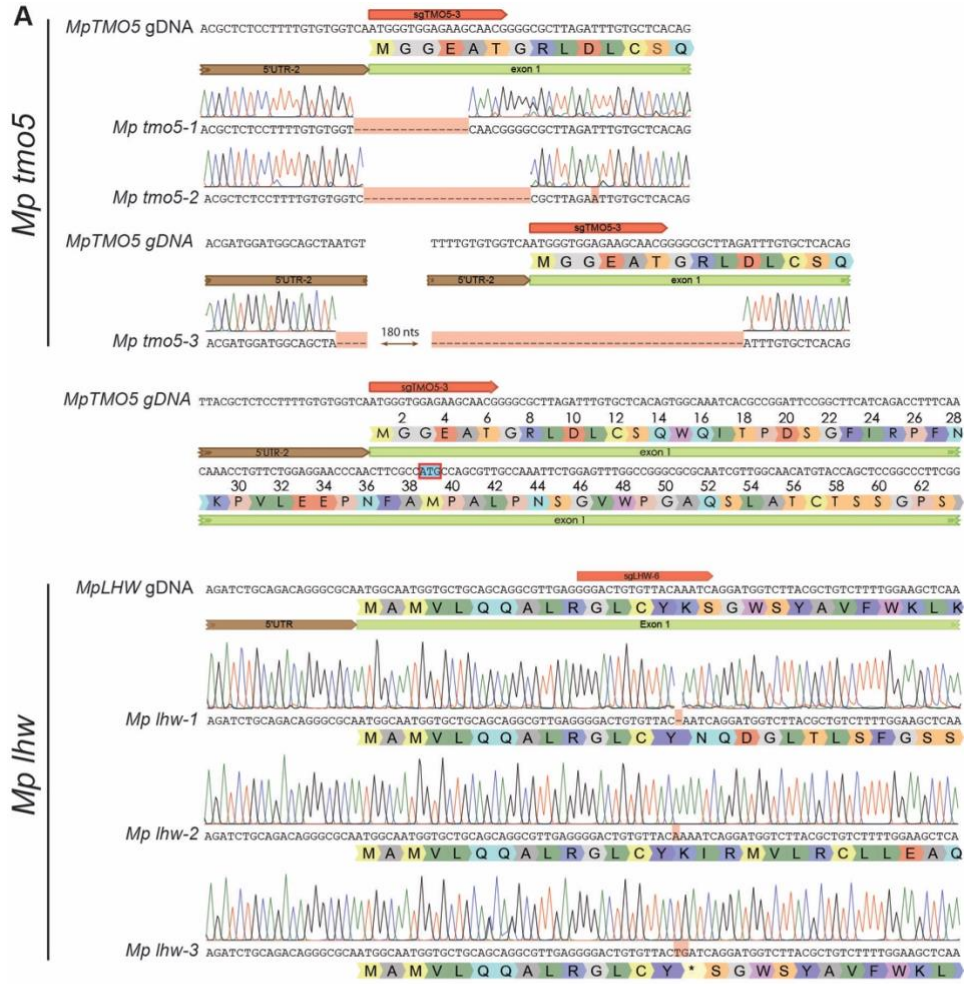 A
Mp tmo5
sgTMO5-3
MpTMO5 gDNA ACGCTCTCCTTTTGTGTGGTCAATGGGTGGAGAAGCAACGGGGCGCTTAGATTTGTGCTCACAG
M G G E A T G R L D L C S Q
5'UTR-2 exon 1
Mp tmo5-1 ACGCTCTCCTTTTGTGTGGT---------------CAACGGGGCGCTTAGATTTGTGCTCACAG
Mp tmo5-2 ACGCTCTCCTTTTGTGTGGTC----------------------CGCTTAGAATTGTGCTCACAG
sgTMO5-3
MpTMO5 gDNA ACGATGGATGGCAGCTAATGT TTTTGTGTGGTCAATGGGTGGAGAAGCAACGGGGCGCTTAGATTTGTGCTCACAG
M G G E A T G R L D L C S Q
5'UTR-2 5'UTR-2 exon 1
180 nts
Mp tmo5-3 ACGATGGATGGCAGCTA---- -----------------------------------------ATTTGTGCTCACAG
sgTMO5-3
MpTMO5 gDNA TTACGCTCTCCTTTTGTGTGGTCAATGGGTGGAGAAGCAACGGGGCGCTTAGATTTGTGCTCACAGTGGCAAATCACGCCGGATTCCGGCTTCATCAGACCTTTCAA
2 4 6 8 10 12 14 16 18 20 22 24 26 28
M G G E A T G R L D L C S Q W Q I T P D S G F I R P F N
5'UTR-2 exon 1
CAAACCTGTTCTGGAGGAACCCAACTTCGCCATGCCAGCGTTGCCAAATTCTGGAGTTTGGCCGGGCGCGCAATCGTTGGCAACATGTACCAGCTCCGGCCCTTCGG
30 32 34 36 38 40 42 44 46 48 50 52 54 56 58 60 62
K P V L E E P N F A M P A L P N S G V W P G A Q S L A T C T S S G P S
exon 1
Mp lhw
sgLHW-6
MpLHW gDNA AGATCTGCAGACAGGGCGCAATGGCAATGGTGCTGCAGCAGGCGTTGAGGGGACTGTGTTACAAATCAGGATGGTCTTACGCTGTCTTTTGGAAGCTCAA
M A M V L Q Q A L R G L C Y K S G W S Y A V F W K L K
5'UTR Exon 1
Mp lhw-1 AGATCTGCAGACAGGGCGCAATGGCAATGGTGCTGCAGCAGGCGTTGAGGGGACTGTGTTAC-AATCAGGATGGTCTTACGCTGTCTTTTGGAAGCTCAA
M A M V L Q Q A L R G L C Y N Q D G L T L S F G S S
Mp lhw-2 AGATCTGCAGACAGGGCGCAATGGCAATGGTGCTGCAGCAGGCGTTGAGGGGACTGTGTTACAAAATCAGGATGGTCTTACGCTGTCTTTTGGAAGCTCA
M A M V L Q Q A L R G L C Y K I R M V L R C L L E A Q
Mp lhw-3 AGATCTGCAGACAGGGCGCAATGGCAATGGTGCTGCAGCAGGCGTTGAGGGGACTGTGTTACTGATCAGGATGGTCTTACGCTGTCTTTTGGAAGCTCAA
M A M V L Q Q A L R G L C Y * S G W S Y A V F W K L